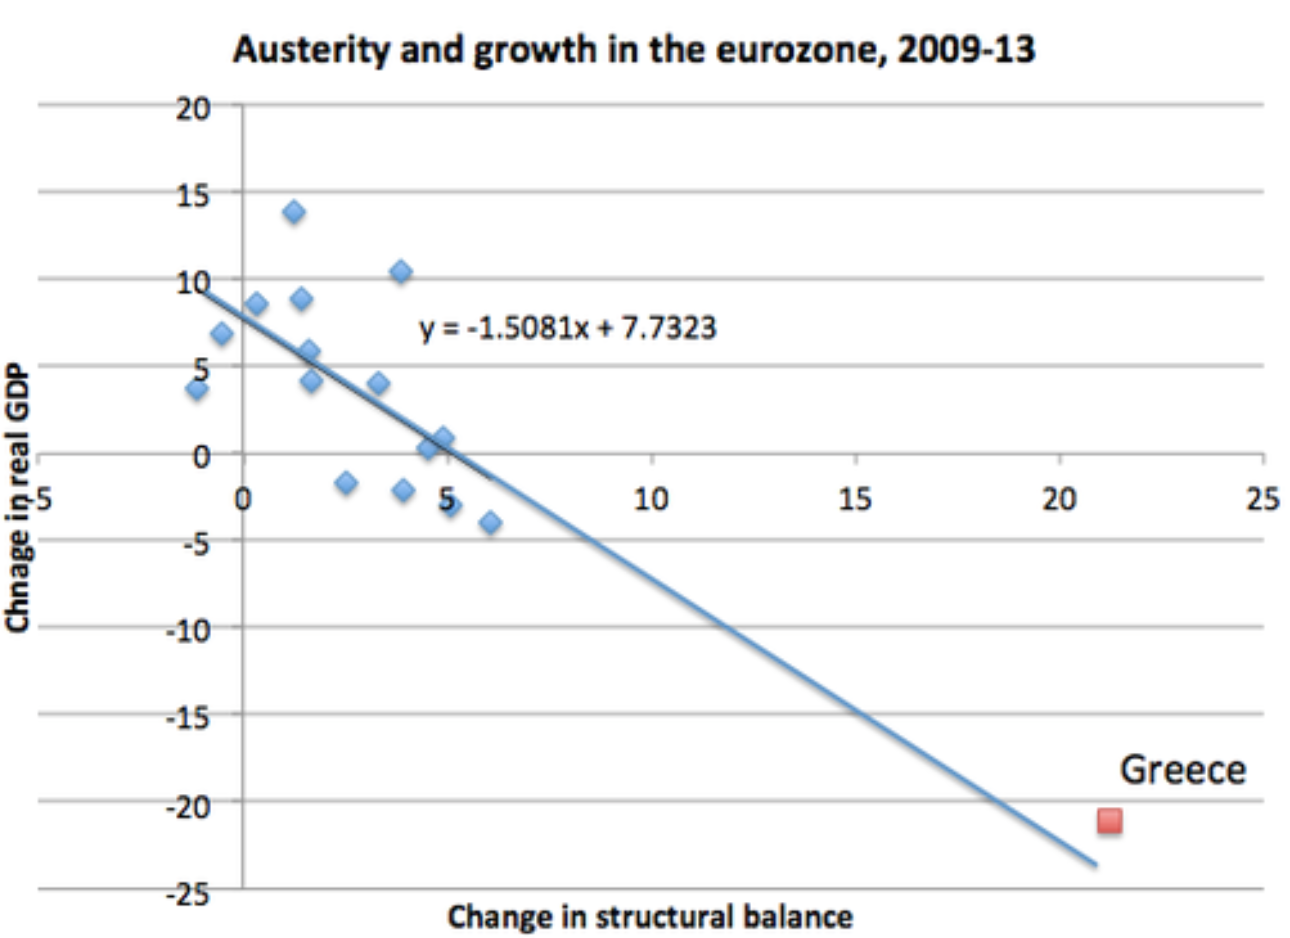 Austerity and growth in the eurozone, 2009-13
20
15
10
y = -1.5081x + 7.7323
5
Chnage in real GDP
0
-5 0 5 10 15 20 25
-5
-10
-15
Greece
-20
-25
Change in structural balance